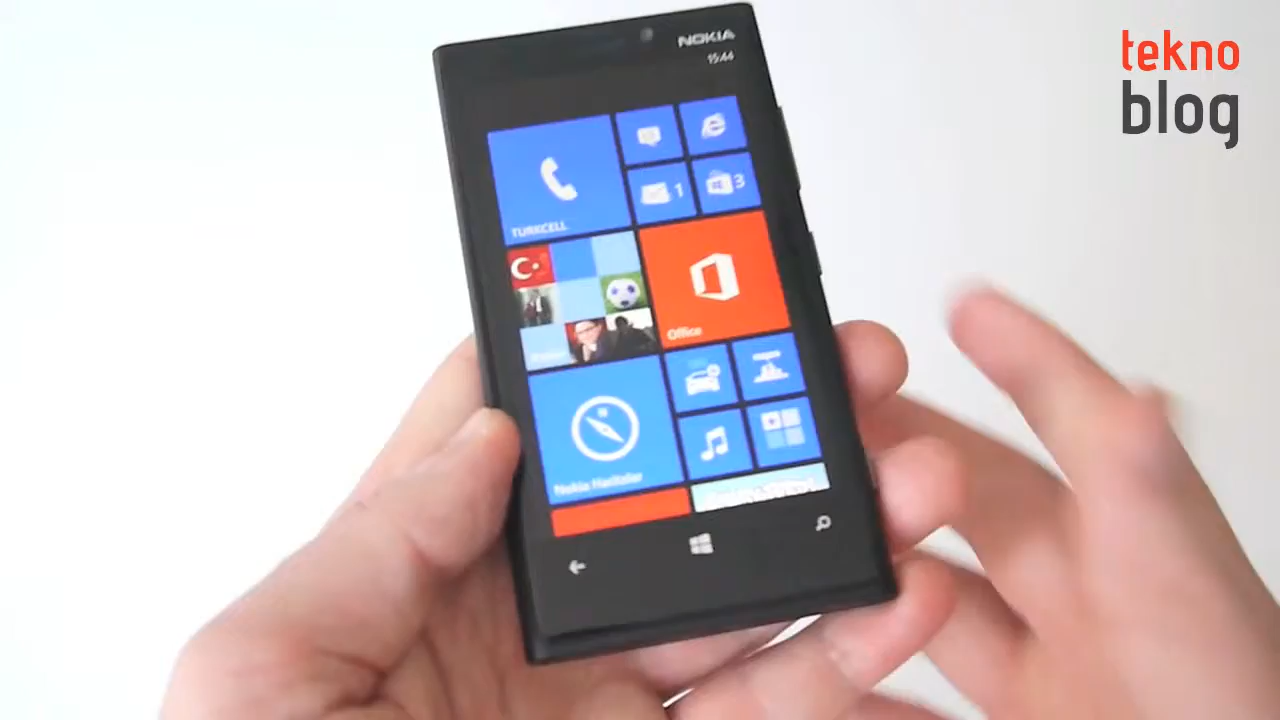 tekno
blog
NOKIA
15:44
TURKCELL
1
3
Office
Nokia Haritalar